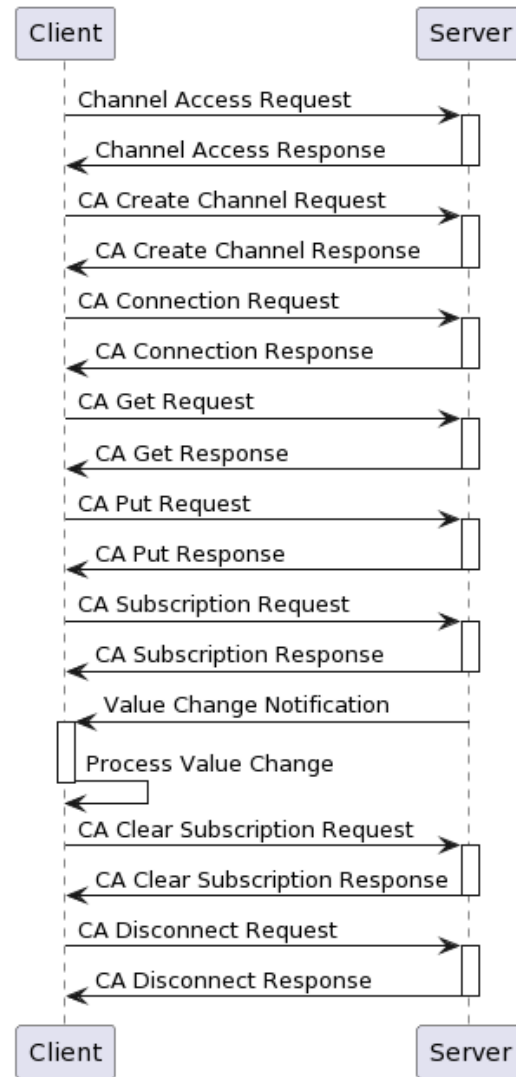 Client Server
Channel Access Request
Channel Access Response
CA Create Channel Request
CA Create Channel Response
CA Connection Request
CA Connection Response
CA Get Request
CA Get Response
CA Put Request
CA Put Response
CA Subscription Request
CA Subscription Response
Value Change Notification
Process Value Change
CA Clear Subscription Request
CA Clear Subscription Response
CA Disconnect Request
CA Disconnect Response
Client Server